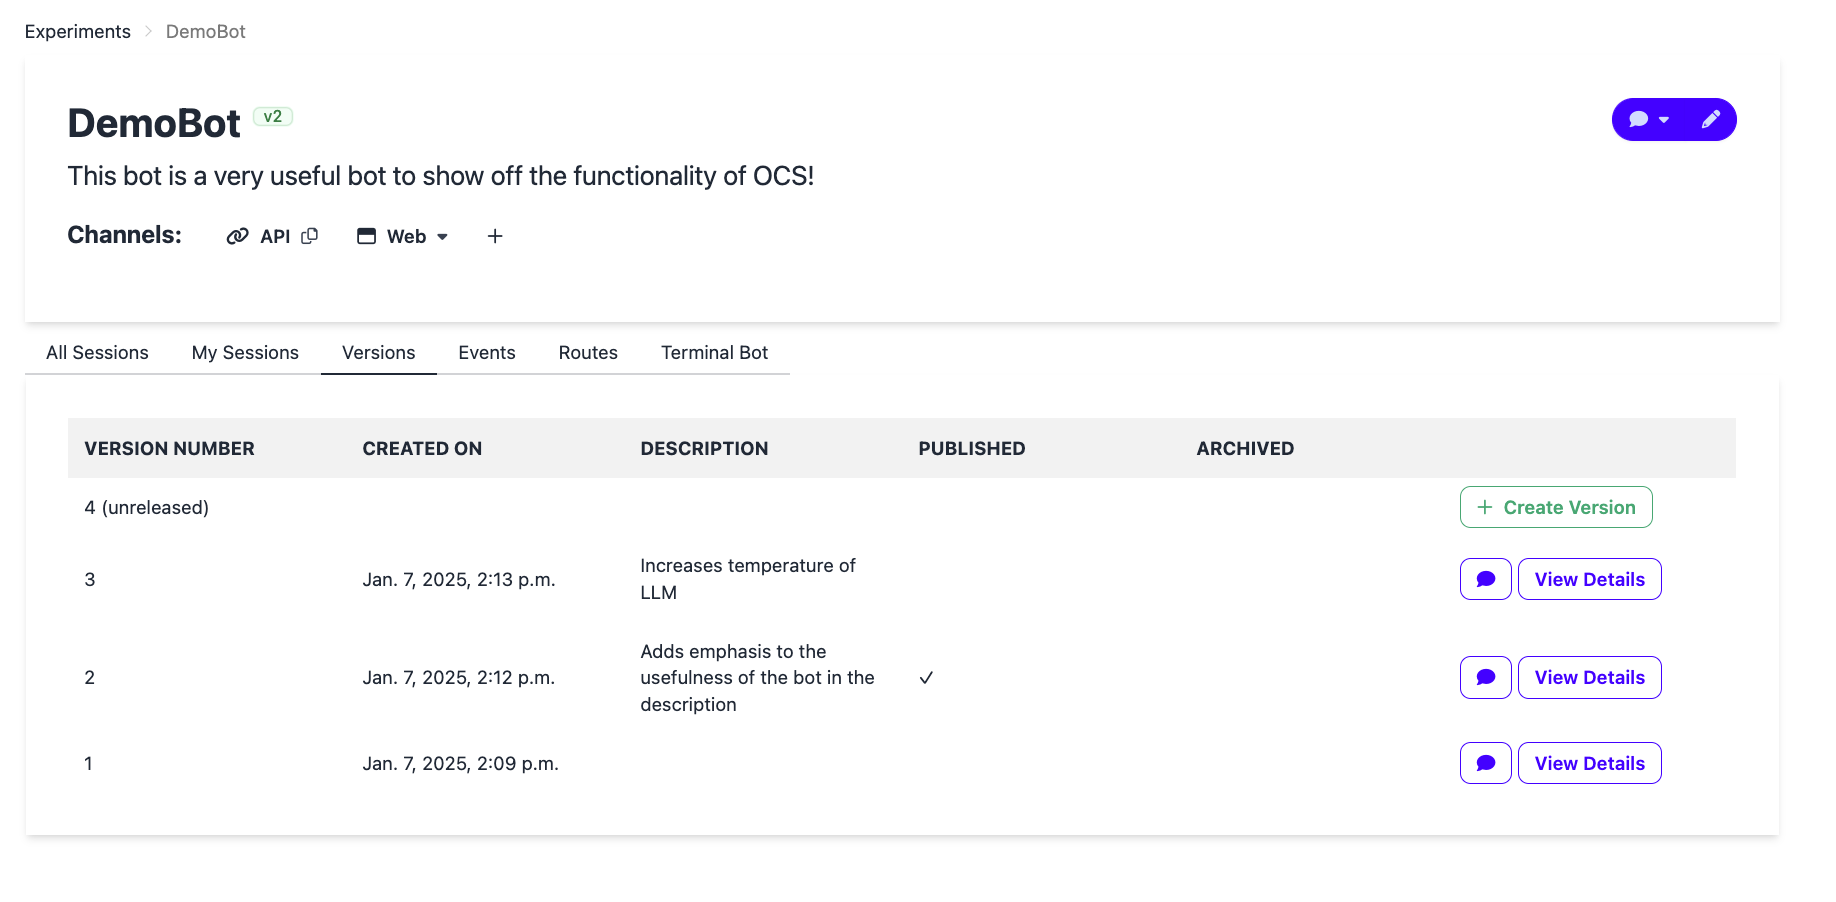 Experiments > DemoBot
DemoBot v2
This bot is a very useful bot to show off the functionality of OCS!
Channels: API Web +
All Sessions My Sessions Versions Events Routes Terminal Bot
VERSION NUMBER CREATED ON DESCRIPTION PUBLISHED ARCHIVED
4 (unreleased) + Create Version
3 Jan. 7, 2025, 2:13 p.m. Increases temperature of
LLM
View Details
2 Jan. 7, 2025, 2:12 p.m. Adds emphasis to the
usefulness of the bot in the
description
✓ View Details
1 Jan. 7, 2025, 2:09 p.m. View Details